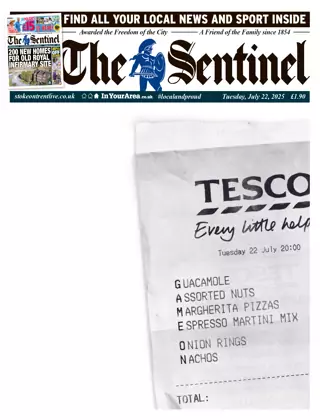 FIND ALL YOUR LOCAL NEWS AND SPORT INSIDE
Awarded the Freedom of the City
A Friend of the Family since 1854
The Sentinel
200 NEW HOMES
FOR OLD ROYAL
INFIRMARY SITE
The Sentinel
stokeontrentlive.co.uk
InYourArea.co.uk
#localandproud
Tuesday, July 22, 2025 £1.90
TESCO
Every little help
Tuesday 22 July 20:00
GUACAMOLE
ASSORTED NUTS
MARGHERITA PIZZAS
ESPRESSO MARTINI MIX
ONION RINGS
NACHOS
TOTAL: